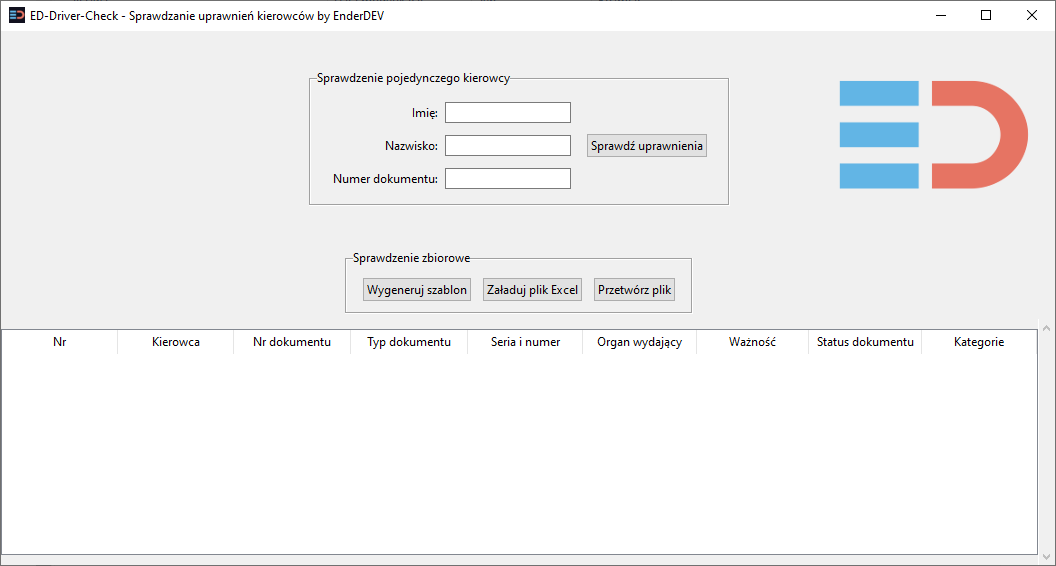 ED-Driver-Check - Sprawdzanie uprawnień kierowców by EnderDEV
Sprawdzenie pojedynczego kierowcy
Imię:
Nazwisko:
Sprawdź uprawnienia
Numer dokumentu:
ED
Sprawdzenie zbiorowe
Wygeneruj szablon Załaduj plik Excel Przetwórz plik
Nr Kierowca Nr dokumentu Typ dokumentu Seria i numer Organ wydający Ważność Status dokumentu Kategorie